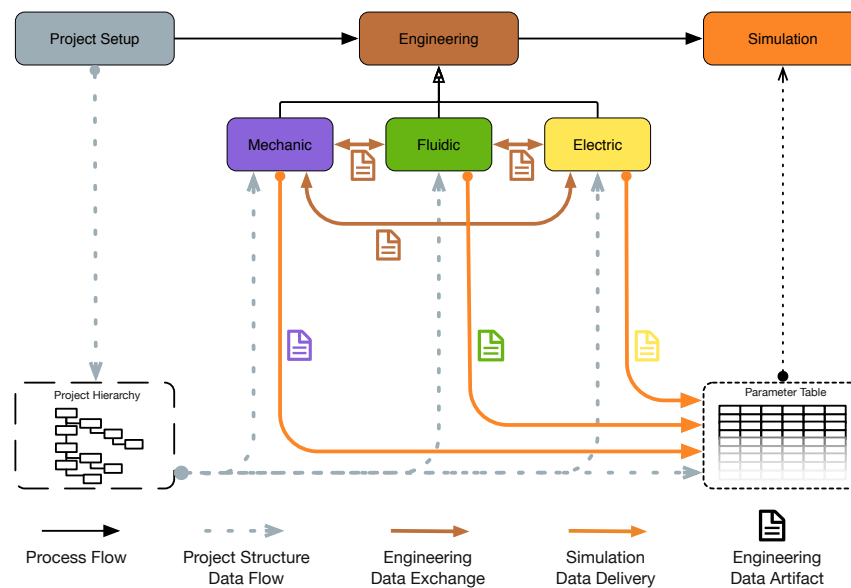 Project Setup
Engineering
Simulation
Mechanic
Fluidic
Electric
Project Hierarchy
Parameter Table
Process Flow
Project Structure
Data Flow
Engineering
Data Exchange
Simulation
Data Delivery
Engineering
Data Artifact